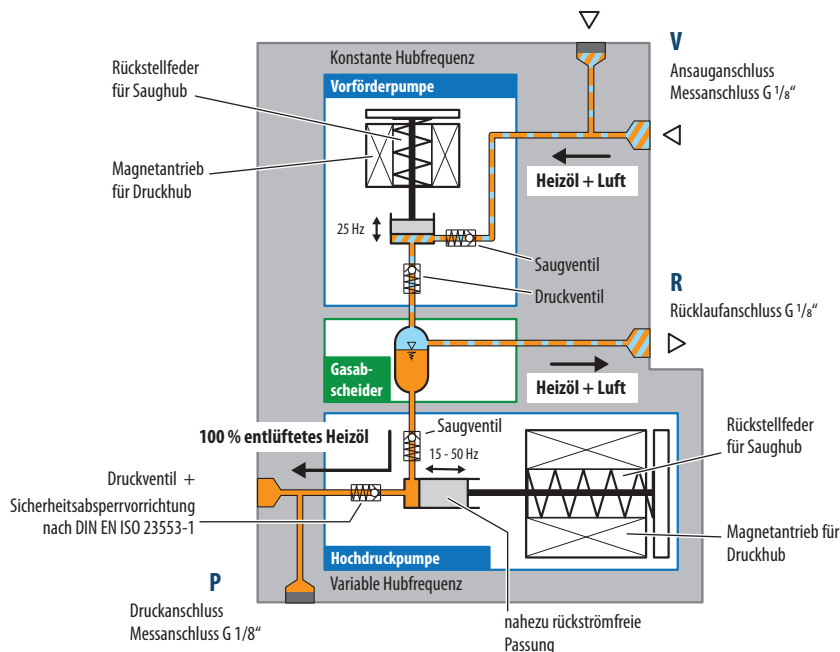 Konstante Hubfrequenz
V
Ansauganschluss
Messanschluss G 1/8“
Rückstellfeder
für Saughub
Vorförderpumpe
Magnetantrieb
für Druckhub
Heizöl + Luft
25 Hz
Saugventil
Druckventil
R
Rücklaufanschluss G 1/8“
Gasab-
scheider
Heizöl + Luft
100 % entlüftetes Heizöl
Saugventil
15 - 50 Hz
Rückstellfeder
für Saughub
Druckventil +
Sicherheitsabsperrvorrichtung
nach DIN EN ISO 23553-1
Magnetantrieb für
Druckhub
Hochdruckpumpe
Variable Hubfrequenz
P
Druckanschluss
Messanschluss G 1/8“
nahezu rückströmfreie
Passung